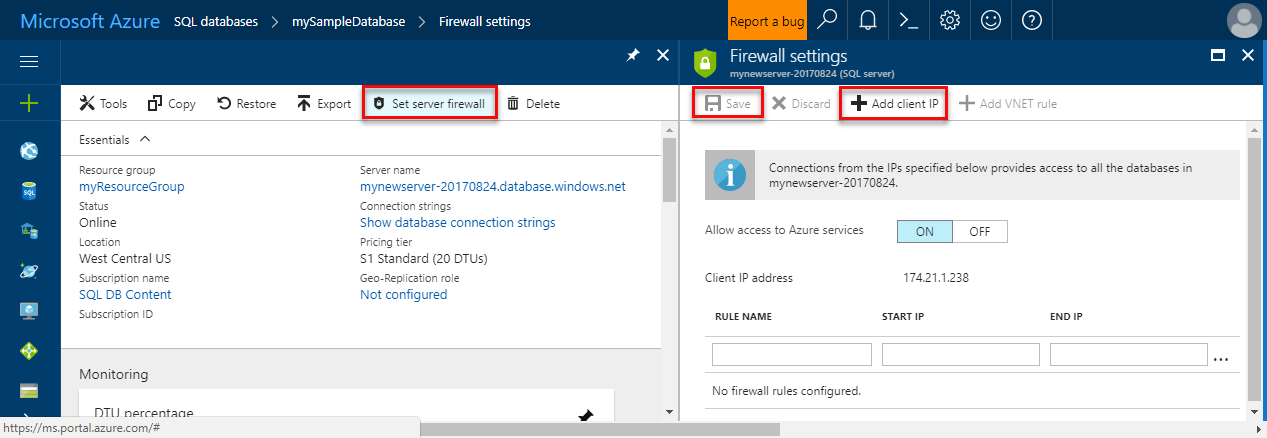 Microsoft Azure SQL databases mySampleDatabase Firewall settings Report a bug
Firewall settings
mynewserver-20170824 (SQL server)
Tools Copy Restore Export Set server firewall Delete
Save Discard Add client IP Add VNET rule
Essentials
Resource group
myResourceGroup
Status
Online
Location
West Central US
Subscription name
SQL DB Content
Subscription ID
Server name
mynewserver-20170824.database.windows.net
Connection strings
Show database connection strings
Pricing tier
S1 Standard (20 DTUs)
Geo-Replication role
Not configured
Monitoring
DTU percentage
https://ms.portal.azure.com/#
Connections from the IPs specified below provides access to all the databases in
mynewserver-20170824.
Allow access to Azure services ON OFF
Client IP address 174.21.1.238
RULE NAME START IP END IP
...
No firewall rules configured.
SQL